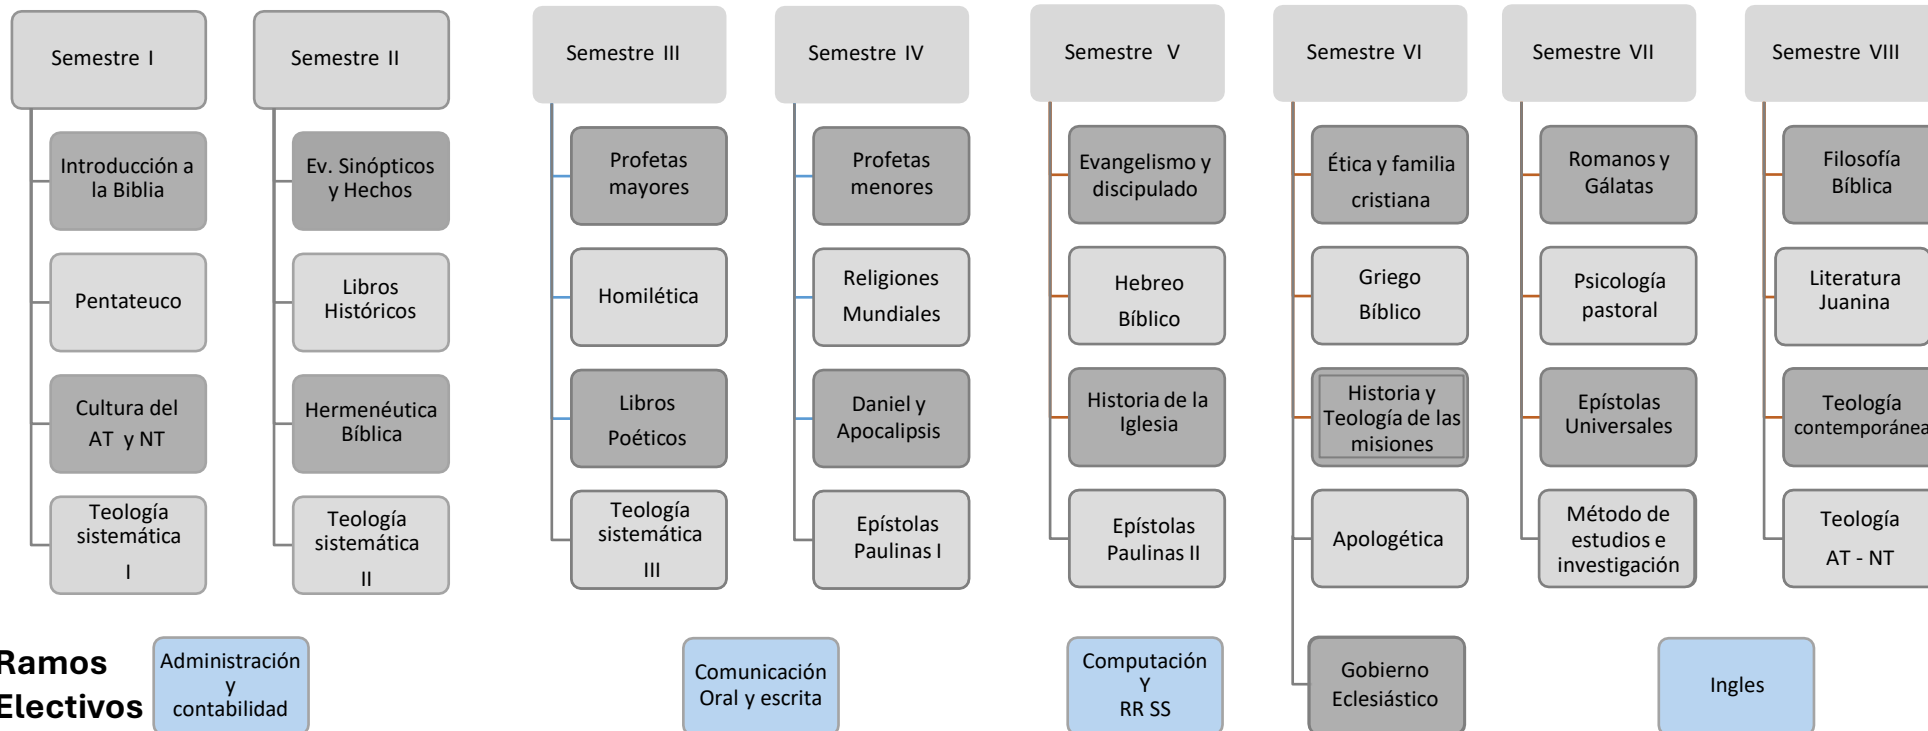 Semestre I
Introducción a
la Biblia
Pentateuco
Cultura del
AT y NT
Teología
sistemática
I
Semestre II
Ev. Sinópticos
y Hechos
Libros
Históricos
Hermenéutica
Bíblica
Teología
sistemática
II
Semestre III
Profetas
mayores
Homilética
Libros
Poéticos
Teología
sistemática
III
Semestre IV
Profetas
menores
Religiones
Mundiales
Daniel y
Apocalipsis
Epístolas
Paulinas I
Semestre V
Evangelismo y
discipulado
Hebreo
Bíblico
Historia de la
Iglesia
Epístolas
Paulinas II
Semestre VI
Ética y familia
cristiana
Griego
Bíblico
Historia y
Teología de las
misiones
Apologética
Gobierno
Eclesiástico
Semestre VII
Romanos y
Gálatas
Psicología
pastoral
Epístolas
Universales
Método de
estudios e
investigación
Semestre VIII
Filosofía
Bíblica
Literatura
Juanina
Teología
contemporánea
Teología
AT - NT
Ramos
Electivos
Administración
y
contabilidad
Comunicación
Oral y escrita
Computación
Y
RR SS
Ingles